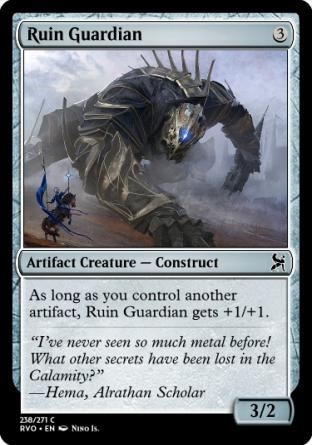 Ruin Guardian 3
Artifact Creature — Construct
As long as you control another
artifact, Ruin Guardian gets +1/+1.
“I’ve never seen so much metal before!
What other secrets have been lost in the
Calamity?”
—Hema, Alrathan Scholar
3/2
238/271 C
RVO • EN Nino Is.